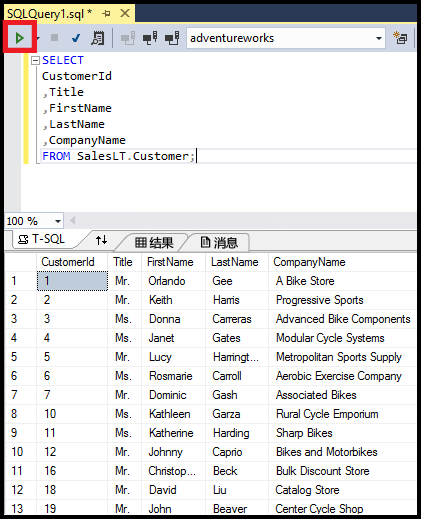 SQLQuery1.sql *
adventureworks
SELECT
CustomerId
,Title
,FirstName
,LastName
,CompanyName
FROM SalesLT.Customer;
100 %
T-SQL 结果 消息
CustomerId Title FirstName LastName CompanyName
1 1 Mr. Orlando Gee A Bike Store
2 2 Mr. Keith Harris Progressive Sports
3 3 Ms. Donna Carreras Advanced Bike Components
4 4 Ms. Janet Gates Modular Cycle Systems
5 5 Mr. Lucy Harringt... Metropolitan Sports Supply
6 6 Ms. Rosmarie Carroll Aerobic Exercise Company
7 7 Mr. Dominic Gash Associated Bikes
8 10 Ms. Kathleen Garza Rural Cycle Emporium
9 11 Ms. Katherine Harding Sharp Bikes
10 12 Mr. Johnny Caprio Bikes and Motorbikes
11 16 Mr. Christop... Beck Bulk Discount Store
12 18 Mr. David Liu Catalog Store
13 19 Mr. John Beaver Center Cycle Shop